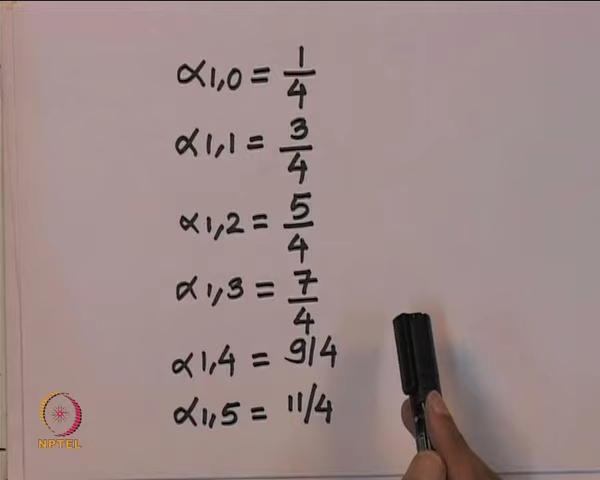 α1,0 = 1/4
α1,1 = 3/4
α1,2 = 5/4
α1,3 = 7/4
α1,4 = 9/4
α1,5 = 11/4
NPTEL